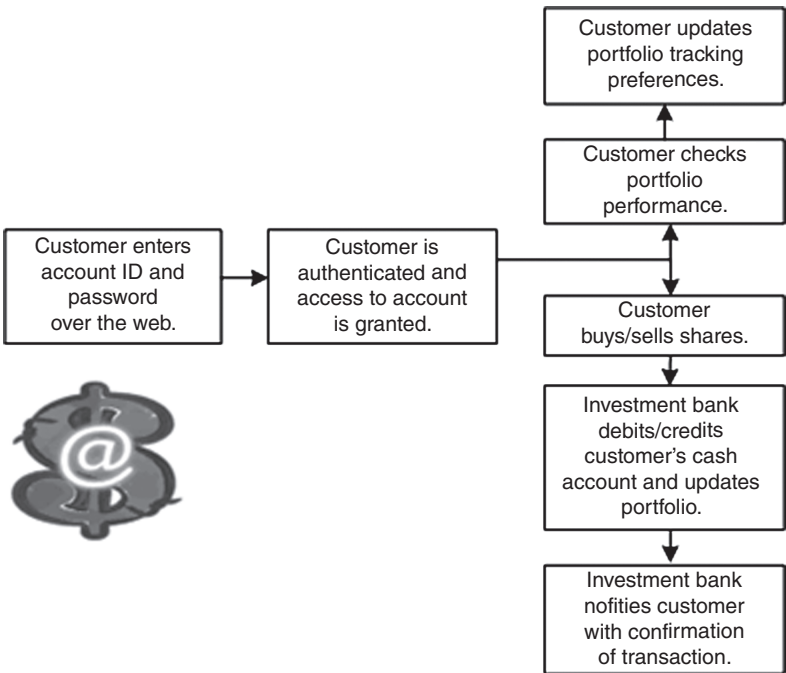 Customer updates
portfolio tracking
preferences.
Customer checks
portfolio
performance.
Customer enters
account ID and
password
over the web.
Customer is
authenticated and
access to account
is granted.
Customer
buys/sells shares.
Investment bank
debits/credits
customer's cash
account and updates
portfolio.
Investment bank
nofities customer
with confirmation
of transaction.
@